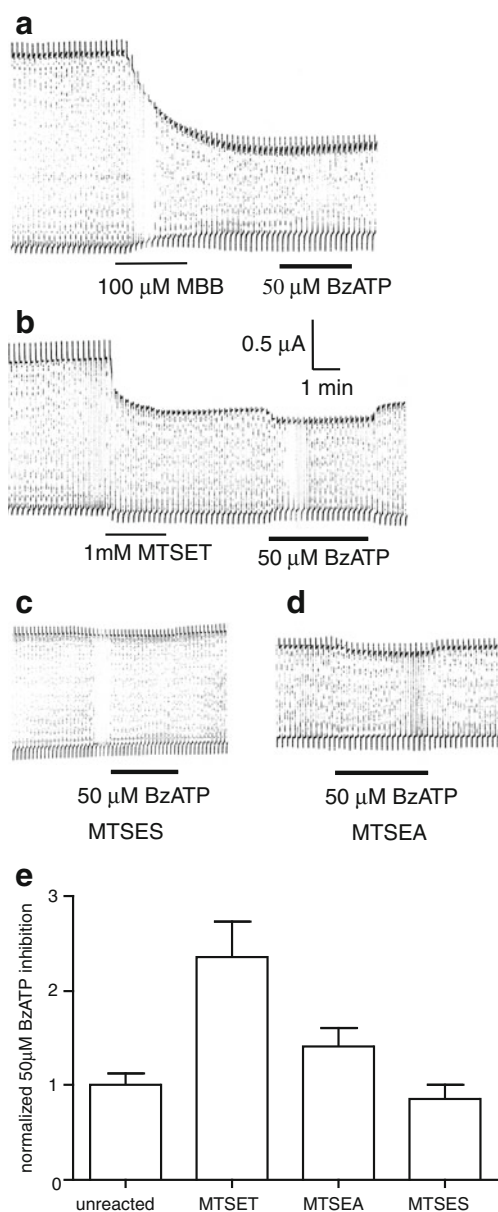 a
100 μM MBB 50 μM BzATP
b
0.5 μA
1 min
1mM MTSET 50 μM BzATP
c d
50 μM BzATP 50 μM BzATP
MTSES MTSEA
e
normalized 50μM BzATP inhibition
3
2
1
0
unreacted MTSET MTSEA MTSES